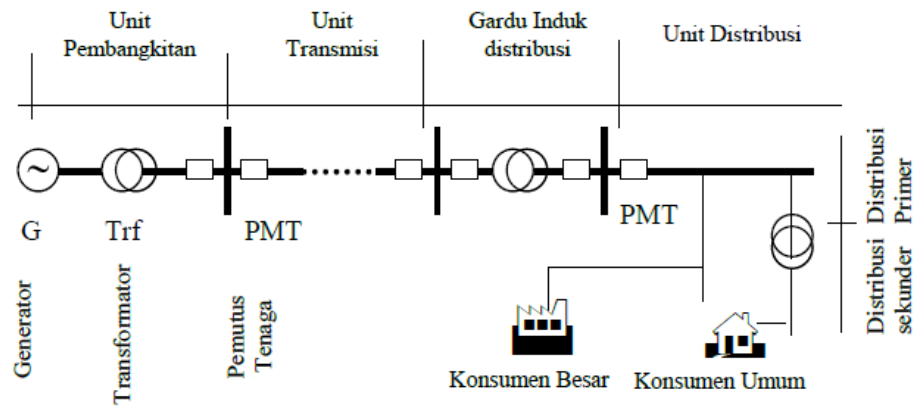 Unit
Pembangkitan
Unit
Transmisi
Gardu Induk
distribusi
Unit Distribusi
~
G
Trf
PMT
PMT
Generator
Transformator
Pemutus
Tenaga
Distribusi
Primer
Distribusi
sekunder
Konsumen Besar
Konsumen Umum